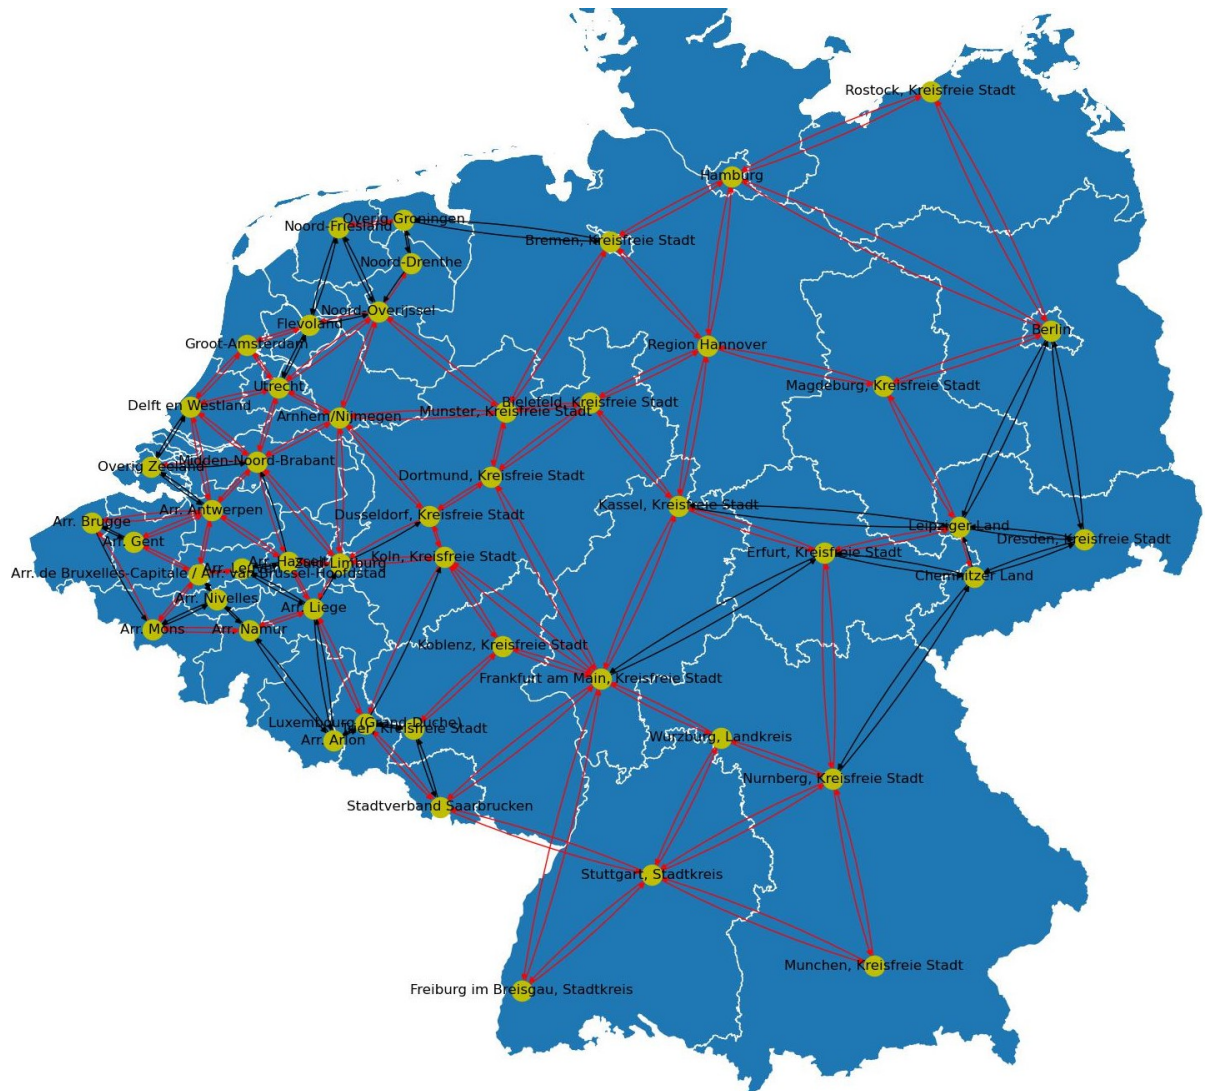 Rostock, Kreisfreie Stadt
Hamburg
Overig Groningen
Noord-Friesland
Bremen, Kreisfreie Stadt
Noord-Drenthe
Noord-Overijssel
Flevoland
Berlin
Groot-Amsterdam
Region Hannover
Utrecht
Magdeburg, Kreisfreie Stadt
Delft en Westland
Arnhem/Nijmegen
Munster, Kreisfreie Stadt
Bielefeld, Kreisfreie Stadt
Midden-Noord-Brabant
Overig Zeeland
Dortmund, Kreisfreie Stadt
Kassel, Kreisfreie Stadt
Arr. Antwerpen
Dusseldorf, Kreisfreie Stadt
Arr. Brugge
Leipziger Land
Arr. Gent
Dresden, Kreisfreie Stadt
Koln, Kreisfreie Stadt
Erfurt, Kreisfreie Stadt
Arr. Hasselt
Zuid-Limburg
Arr.
Arr. de Bruxelles-Capitale / Arr. van Brussel-Hoofdstad
Chemnitzer Land
Arr. Nivelles
Arr. Liege
Arr. Mons
Arr. Namur
Koblenz, Kreisfreie Stadt
Frankfurt am Main, Kreisfreie Stadt
Luxembourg (Grand-Duche)
Trier, Kreisfreie Stadt
Arr. Arlon
Wurzburg, Landkreis
Nurnberg, Kreisfreie Stadt
Stadtverband Saarbrucken
Stuttgart, Stadtkreis
Munchen, Kreisfreie Stadt
Freiburg im Breisgau, Stadtkreis